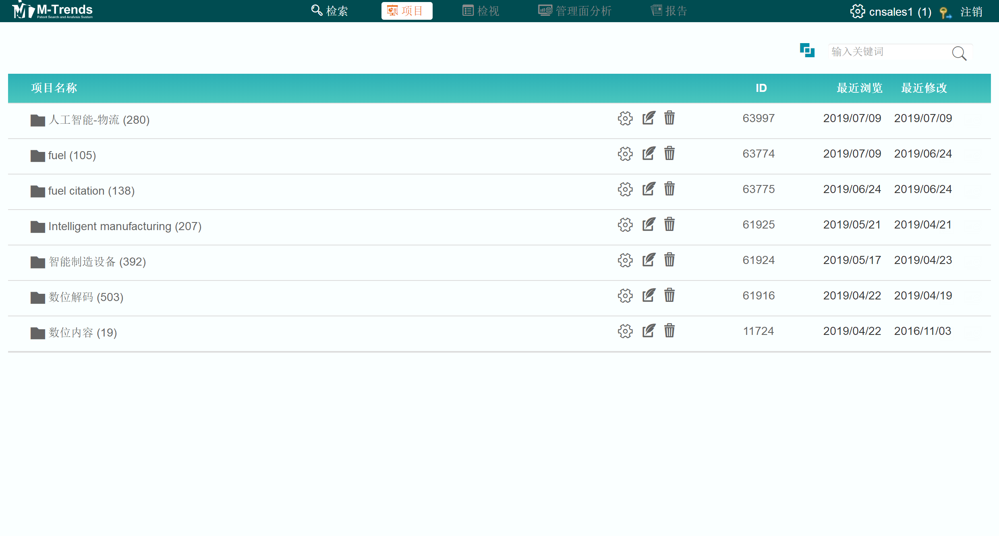 M-Trends
Patent Search and Analysis System
检索 项目 检视 管理面分析 报告 cnsales1 (1) 注销
输入关键词
项目名称 ID 最近浏览 最近修改
人工智能-物流 (280) 63997 2019/07/09 2019/07/09
fuel (105) 63774 2019/07/09 2019/06/24
fuel citation (138) 63775 2019/06/24 2019/06/24
Intelligent manufacturing (207) 61925 2019/05/21 2019/04/21
智能制造设备 (392) 61924 2019/05/17 2019/04/23
数位解码 (503) 61916 2019/04/22 2019/04/19
数位内容 (19) 11724 2019/04/22 2016/11/03